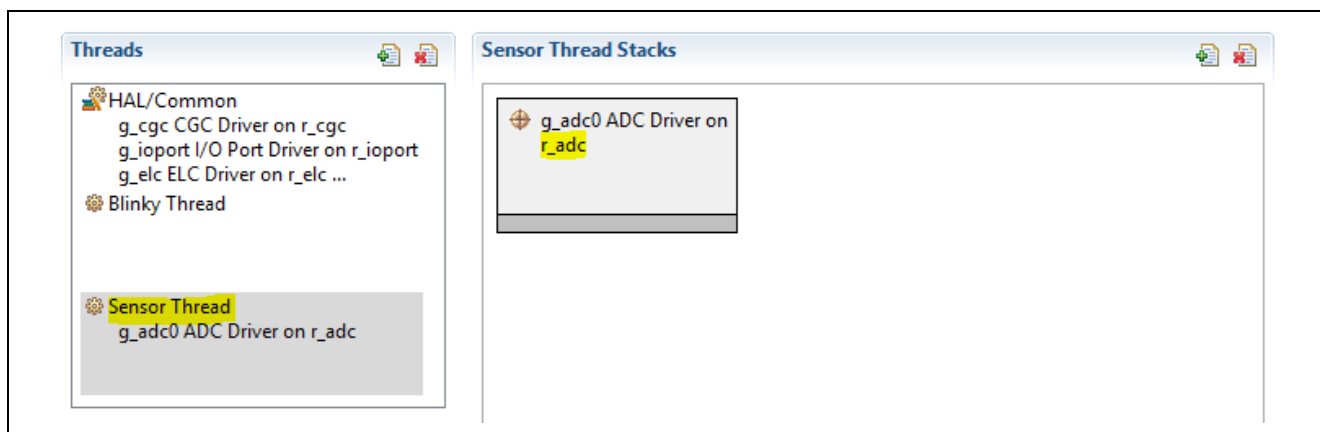 Threads
HAL/Common
g_cgc CGC Driver on r_cgc
g_ioport I/O Port Driver on r_ioport
g_elc ELC Driver on r_elc ...
Blinky Thread
Sensor Thread
g_adc0 ADC Driver on r_adc
Sensor Thread Stacks
g_adc0 ADC Driver on
r_adc